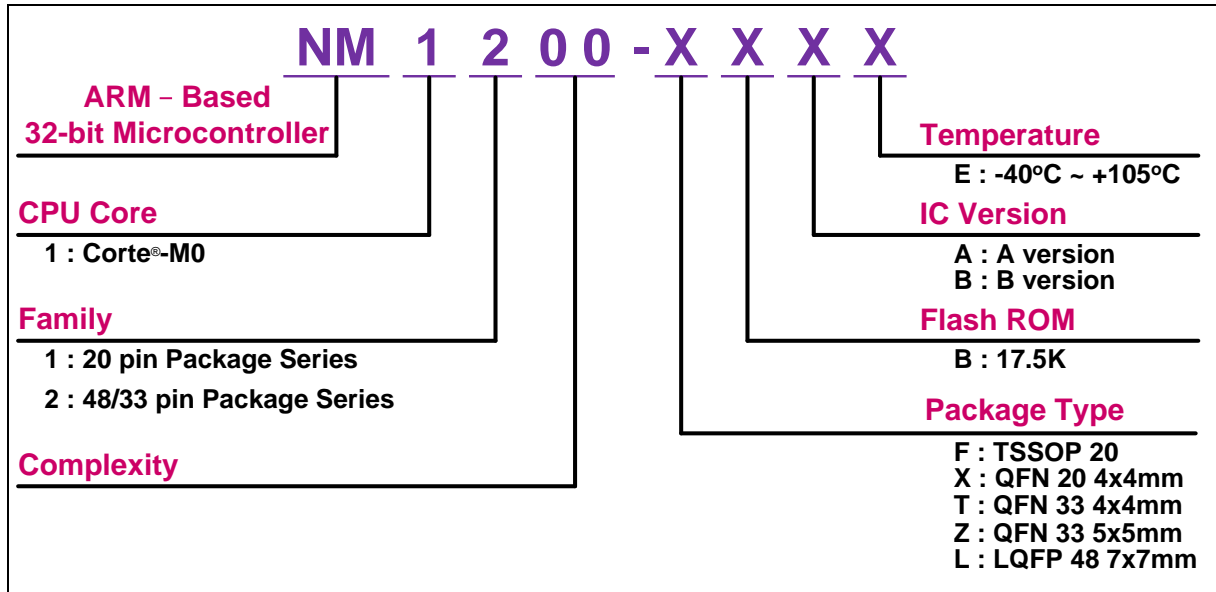 NM 1 2 0 0 - X X X X
ARM – Based
32-bit Microcontroller
CPU Core
1 : Corte®-M0
Family
1 : 20 pin Package Series
2 : 48/33 pin Package Series
Complexity
Temperature
E : -40°C ~ +105°C
IC Version
A : A version
B : B version
Flash ROM
B : 17.5K
Package Type
F : TSSOP 20
X : QFN 20 4x4mm
T : QFN 33 4x4mm
Z : QFN 33 5x5mm
L : LQFP 48 7x7mm